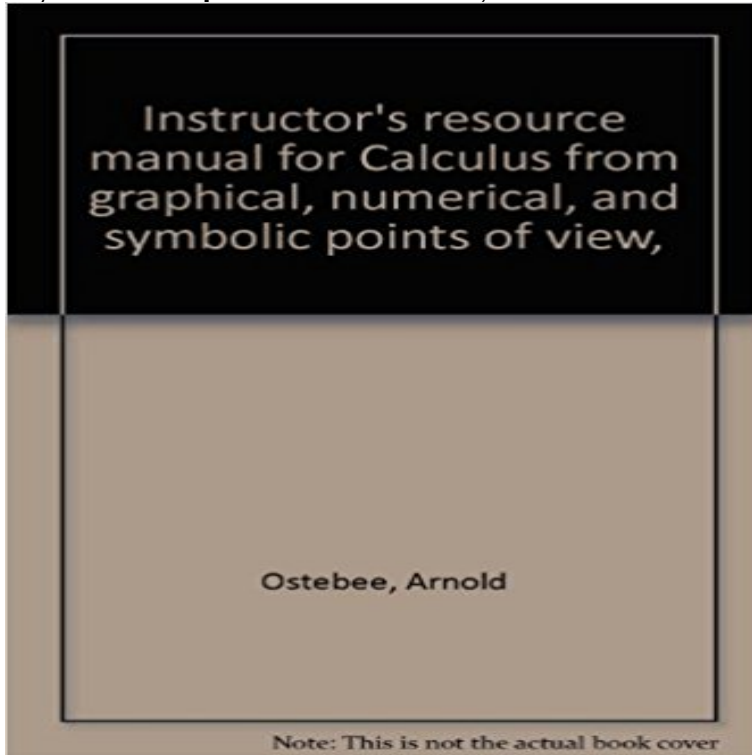 Instructor's resource
manual for Calculus from
graphical, numerical, and
symbolic points of view,
Ostebee, Arnold
Note: This is not the actual book cover